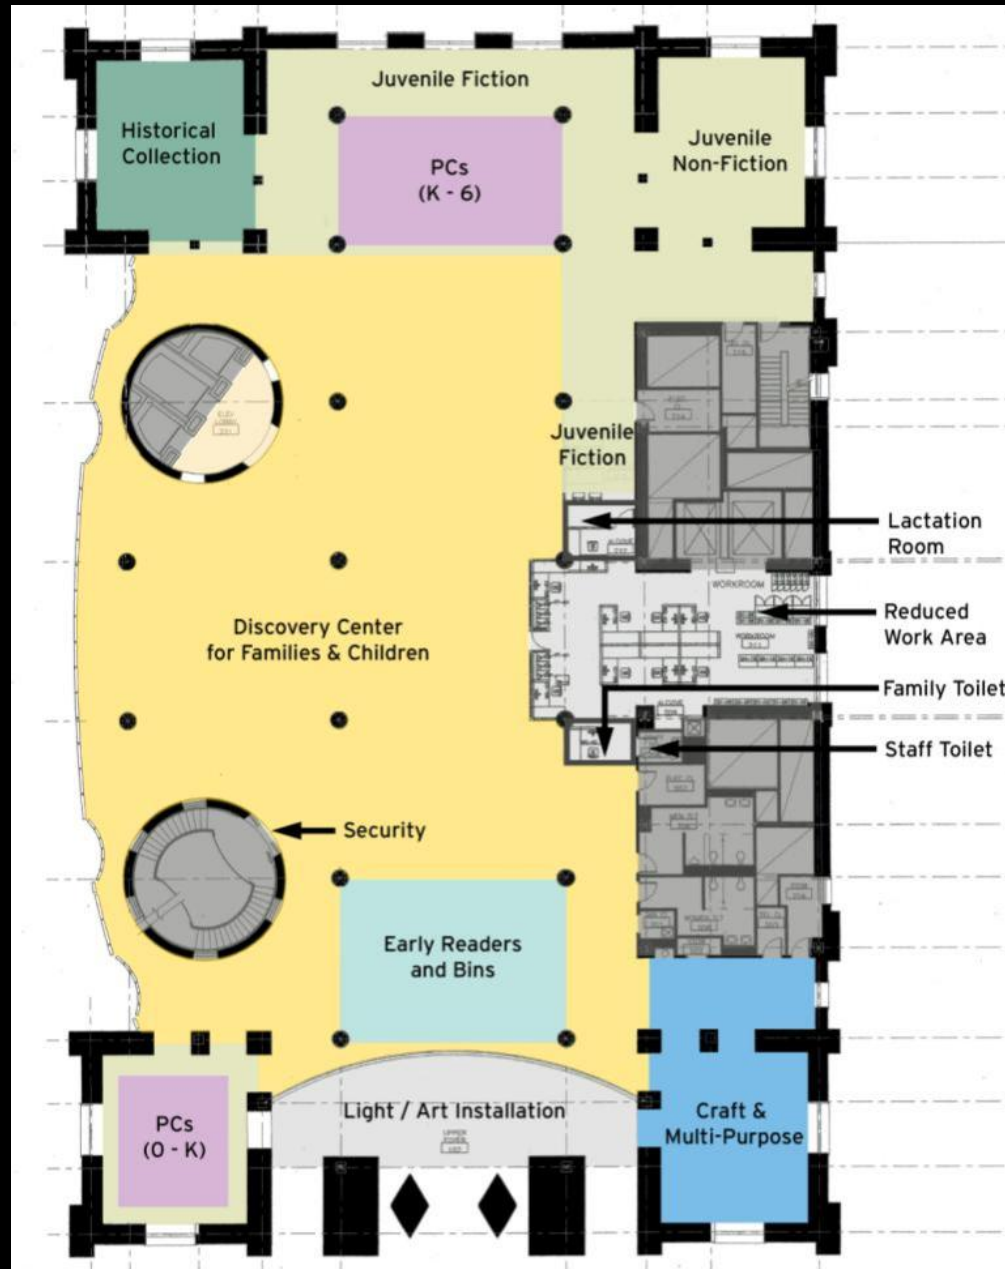 Juvenile Fiction
Historical
Collection
Juvenile
Non-Fiction
PCs
(K - 6)
Juvenile
Fiction
Lactation
Room
WORKROOM
Reduced
Work Area
Discovery Center
for Families & Children
Family Toilet
Staff Toilet
Security
Early Readers
and Bins
Light / Art Installation
UPPER
FOYER
PCs
(0 - K)
Craft &
Multi-Purpose